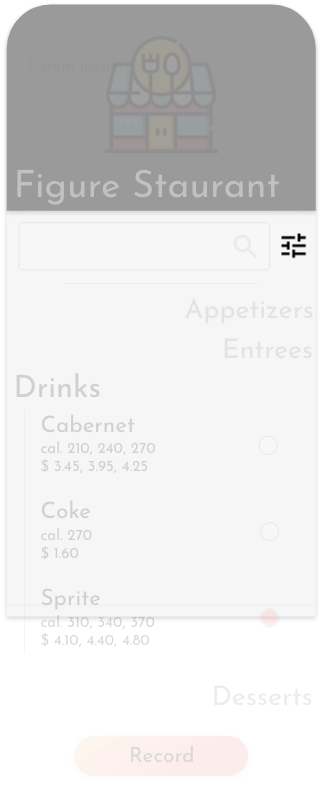 Lorem ipsum
Figure Staurant
Appetizers
Entrees
Drinks
Cabernet
cal. 210, 240, 270
$ 3.45, 3.95, 4.25
Coke
cal. 270
$ 1.60
Sprite
cal. 310, 340, 370
$ 4.10, 4.40, 4.80
Desserts
Record